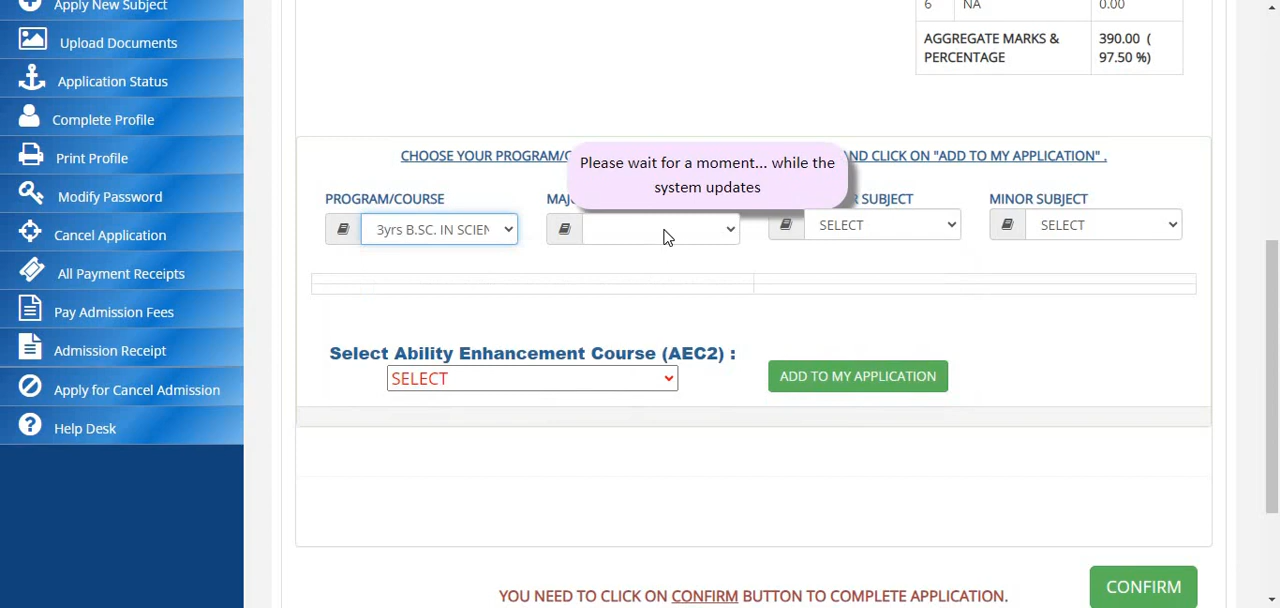 Apply New Subject
Upload Documents
Application Status
Complete Profile
Print Profile
Modify Password
Cancel Application
All Payment Receipts
Pay Admission Fees
Admission Receipt
Apply for Cancel Admission
Help Desk
6 NA 0.00
AGGREGATE MARKS & 390.00 (
PERCENTAGE 97.50 %)
CHOOSE YOUR PROGRAM/ AND CLICK ON "ADD TO MY APPLICATION" .
Please wait for a moment... while the
system updates
PROGRAM/COURSE SUBJECT MINOR SUBJECT
3yrs B.SC. IN SCIEN SELECT SELECT
Select Ability Enhancement Course (AEC2) :
SELECT
ADD TO MY APPLICATION
YOU NEED TO CLICK ON CONFIRM BUTTON TO COMPLETE APPLICATION.
CONFIRM